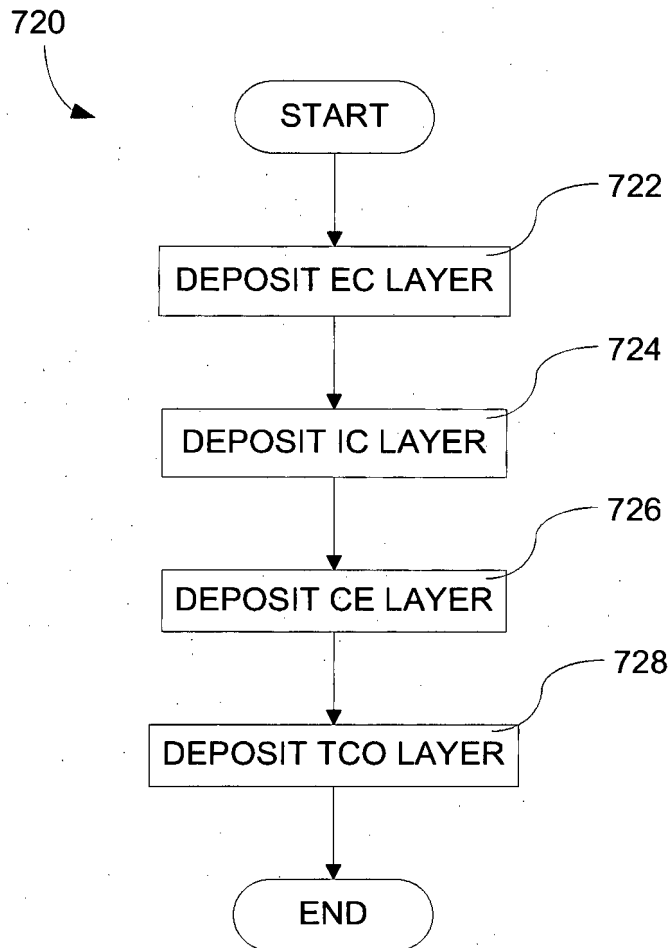 720
START
722
DEPOSIT EC LAYER
724
DEPOSIT IC LAYER
726
DEPOSIT CE LAYER
728
DEPOSIT TCO LAYER
END